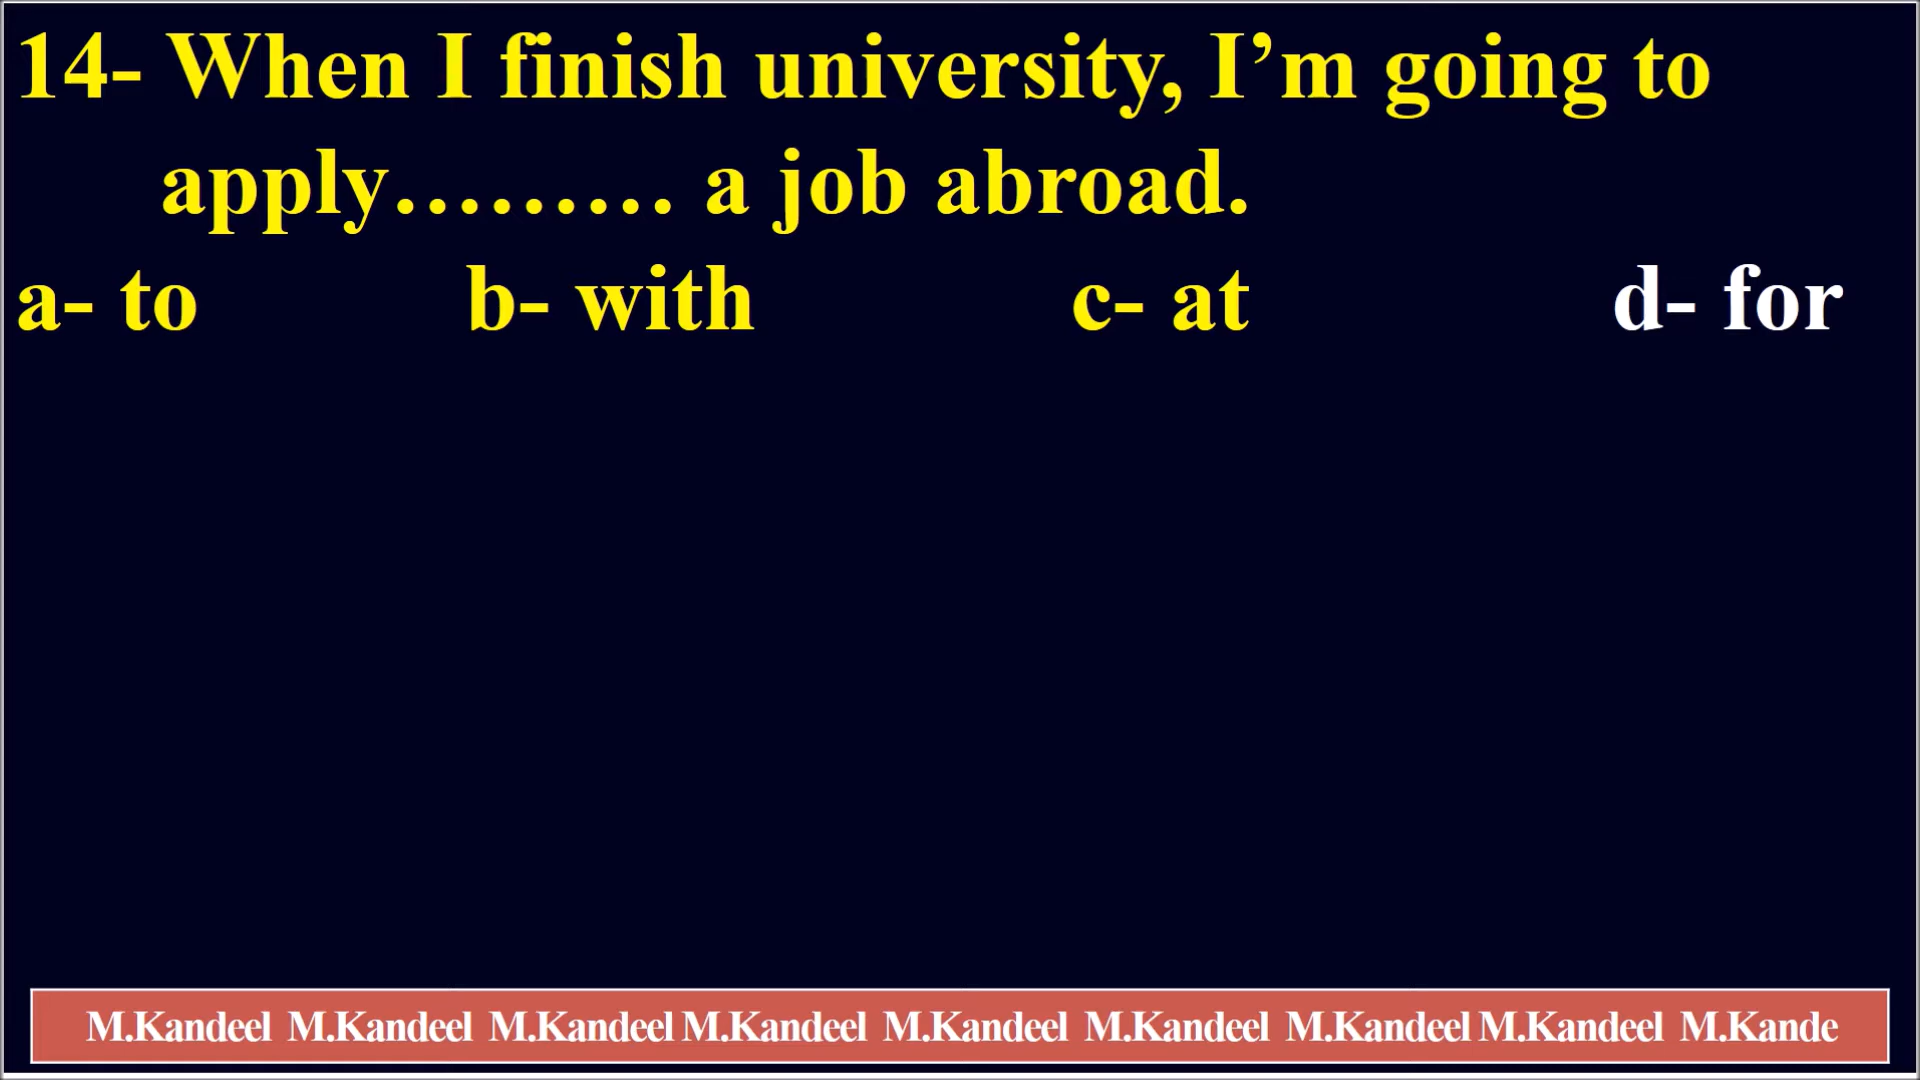 14- When I finish university, I’m going to
apply.......... a job abroad.
a- to b- with c- at d- for
M.Kandeel M.Kandeel M.Kandeel M.Kandeel M.Kandeel M.Kandeel M.Kandeel M.Kandeel M.Kande